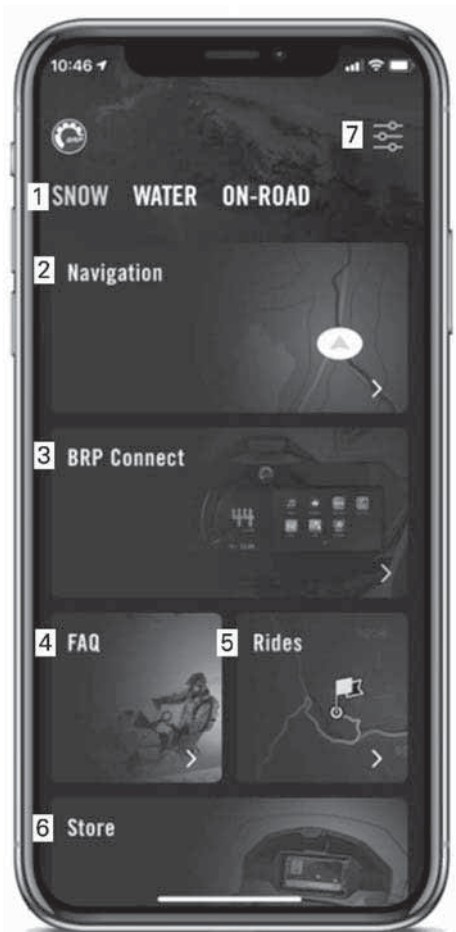 10:46
7
1 SNOW WATER ON-ROAD
2 Navigation
3 BRP Connect
4 FAQ 5 Rides
6 Store